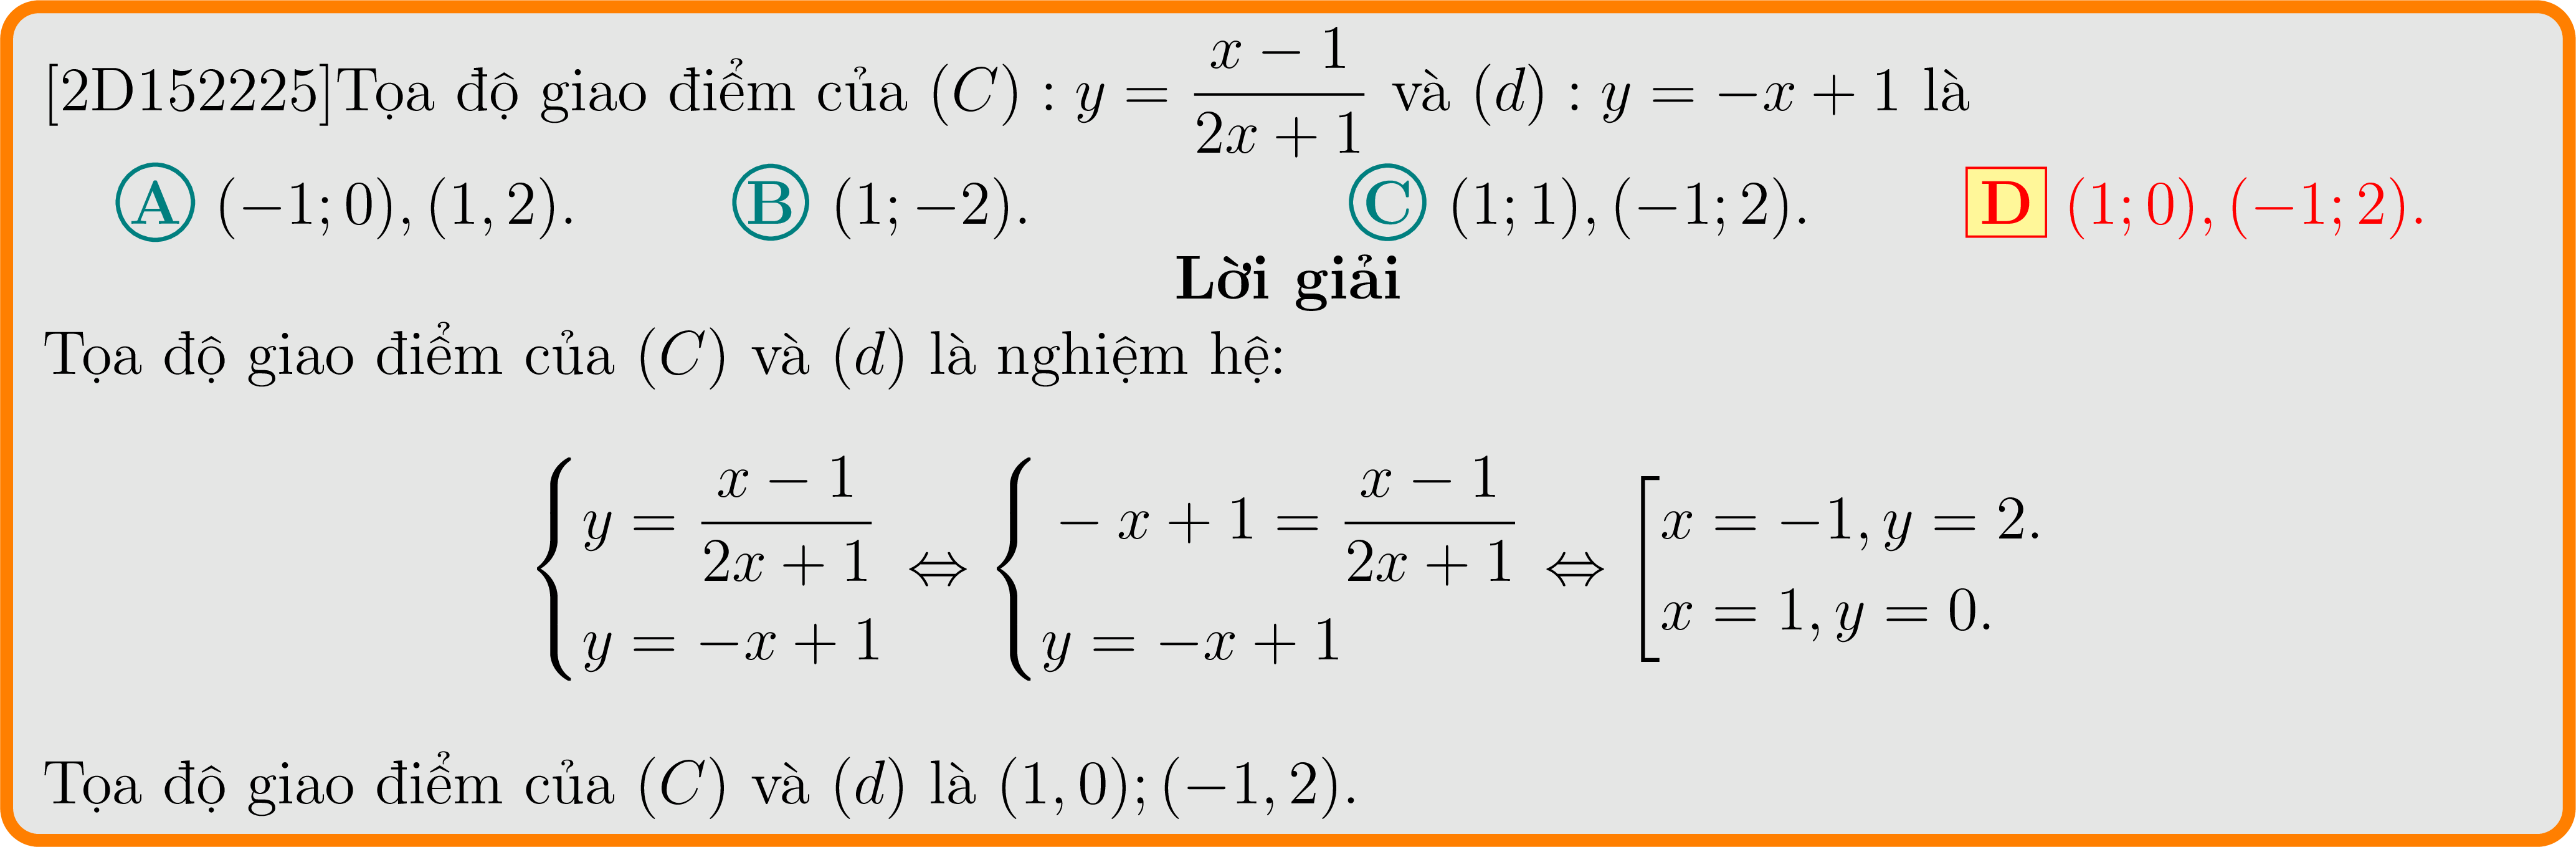 [2D152225]Tọa độ giao điểm của $(C) : y = \dfrac{x-1}{2x+1}$ và $(d) : y = -x+1$ là
A $(-1;0),(1,2)$. B $(1;-2)$. C $(1;1),(-1;2)$. D $(1;0),(-1;2)$.
Lời giải
Tọa độ giao điểm của $(C)$ và $(d)$ là nghiệm hệ:
$\begin{cases} y = \dfrac{x-1}{2x+1} \\ y = -x+1 \end{cases} \Leftrightarrow \begin{cases} -x+1 = \dfrac{x-1}{2x+1} \\ y = -x+1 \end{cases} \Leftrightarrow \left[\begin{array}{l} x = -1, y = 2. \\ x = 1, y = 0. \end{array}\right.$
Tọa độ giao điểm của $(C)$ và $(d)$ là $(1,0);(-1,2)$.